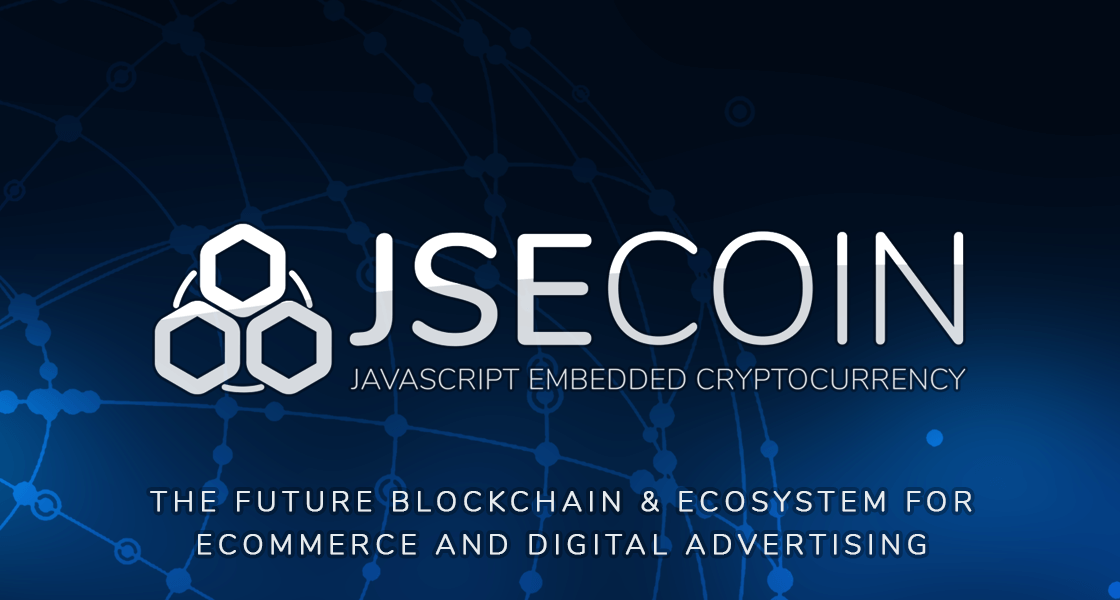 JSECOIN
JAVASCRIPT EMBEDDED CRYPTOCURRENCY
THE FUTURE BLOCKCHAIN & ECOSYSTEM FOR
ECOMMERCE AND DIGITAL ADVERTISING